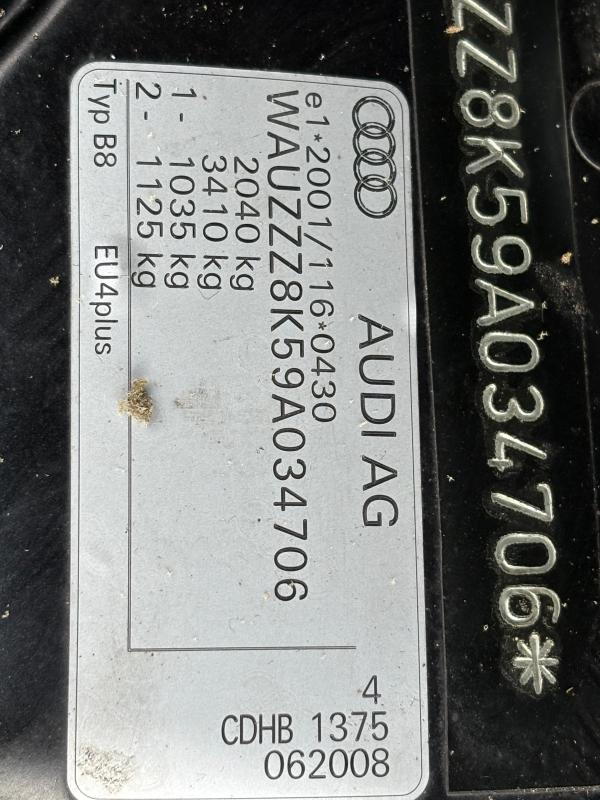 AUDI AG
e1*2001/116*0430
WAUZZZ8K59A034706
2040 kg
3410 kg
1 - 1035 kg
2 - 1125 kg
Typ B8 EU4plus
4
CDHB 1375
062008
ZZ8K59A034706*